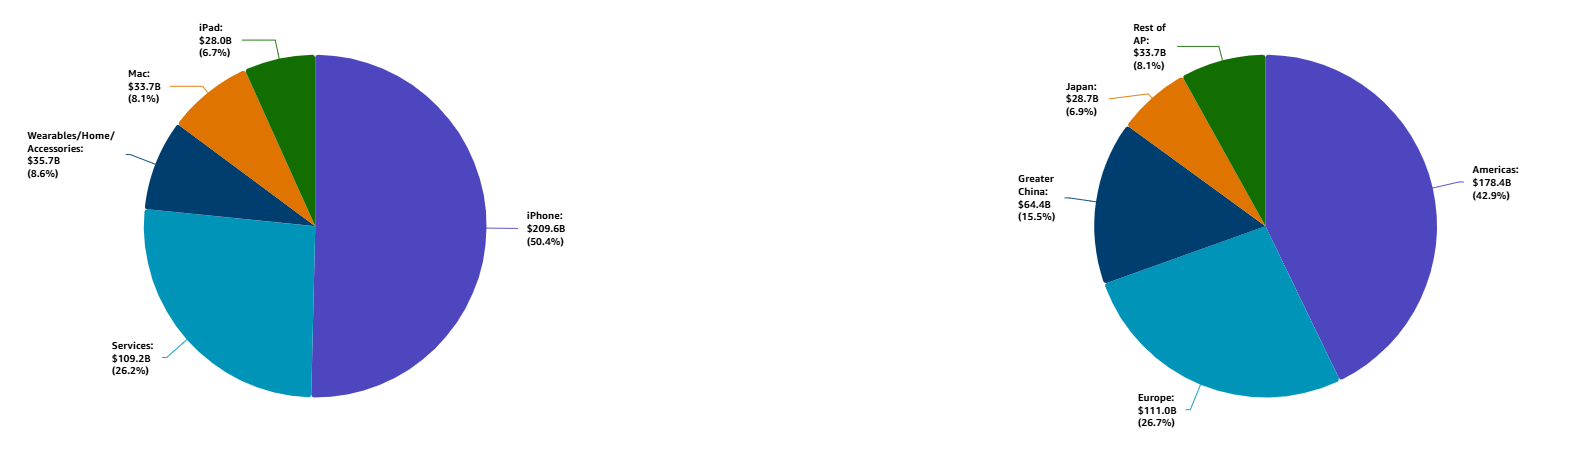 iPad:
$28.0B
(6.7%)
Mac:
$33.7B
(8.1%)
Wearables/Home/
Accessories:
$35.7B
(8.6%)
iPhone:
$209.6B
(50.4%)
Services:
$109.2B
(26.2%)
Rest of
AP:
$33.7B
(8.1%)
Japan:
$28.7B
(6.9%)
Greater
China:
$64.4B
(15.5%)
Americas:
$178.4B
(42.9%)
Europe:
$111.0B
(26.7%)